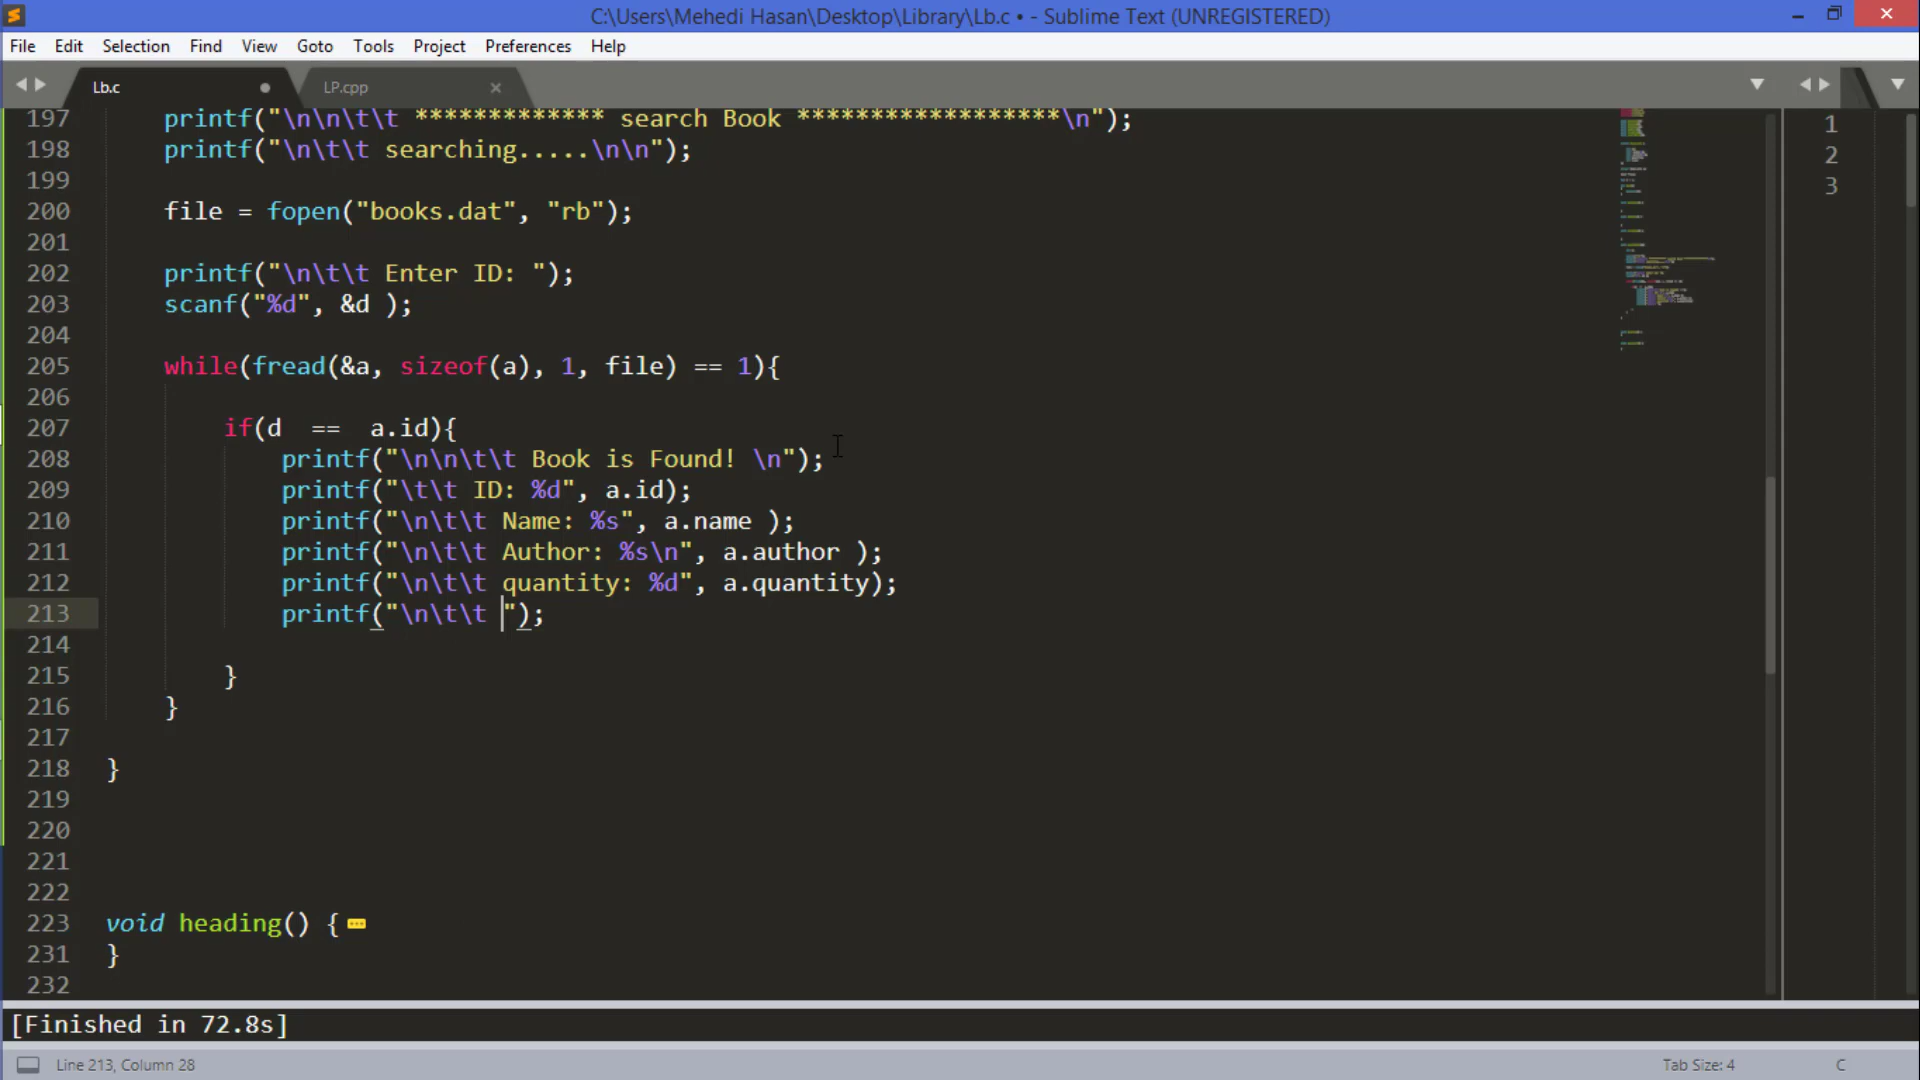 C:\Users\Mehedi Hasan\Desktop\Library\Lb.c • - Sublime Text (UNREGISTERED)
File Edit Selection Find View Goto Tools Project Preferences Help
Lb.c LP.cpp
197 printf("\n\n\t\t ************* search Book ******************\n");
198 printf("\n\t\t searching.....\n\n");
199
200 file = fopen("books.dat", "rb");
201
202 printf("\n\t\t Enter ID: ");
203 scanf("%d", &d );
204
205 while(fread(&a, sizeof(a), 1, file) == 1){
206
207 if(d  ==  a.id){
208 printf("\n\n\t\t Book is Found! \n");
209 printf("\t\t ID: %d", a.id);
210 printf("\n\t\t Name: %s", a.name );
211 printf("\n\t\t Author: %s\n", a.author );
212 printf("\n\t\t quantity: %d", a.quantity);
213 printf("\n\t\t ");
214
215 }
216 }
217
218 }
219
220
221
222
223 void heading() {
231 }
232
1
2
3
[Finished in 72.8s]
Line 213, Column 28 Tab Size: 4 C